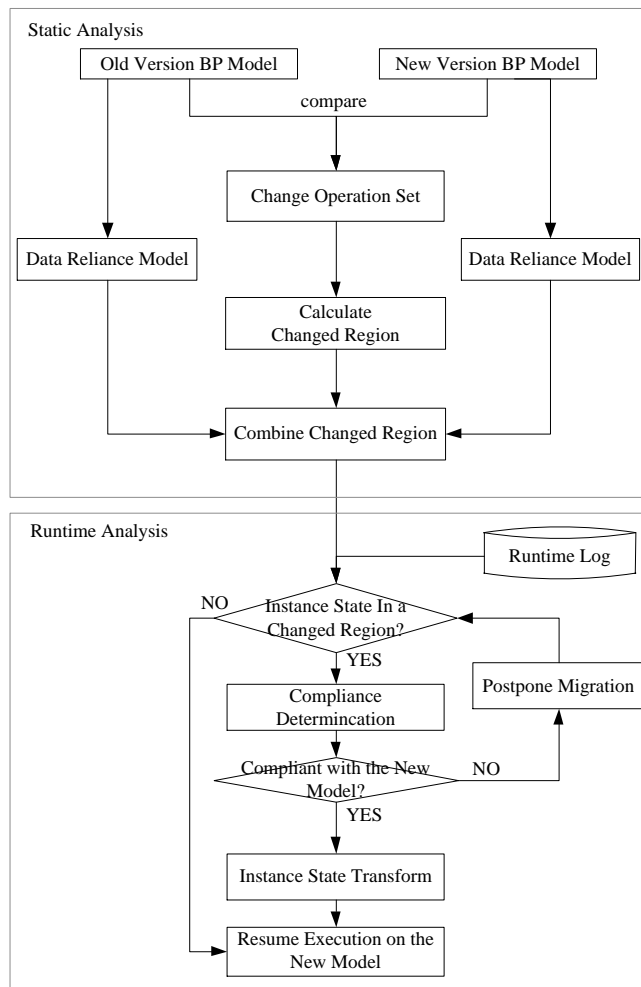 Static Analysis
Old Version BP Model
New Version BP Model
compare
Change Operation Set
Data Reliance Model
Data Reliance Model
Calculate
Changed Region
Combine Changed Region
Runtime Analysis
Runtime Log
NO
Instance State In a
Changed Region?
YES
Postpone Migration
Compliance
Determincation
Compliant with the New
Model?
NO
YES
Instance State Transform
Resume Execution on the
New Model